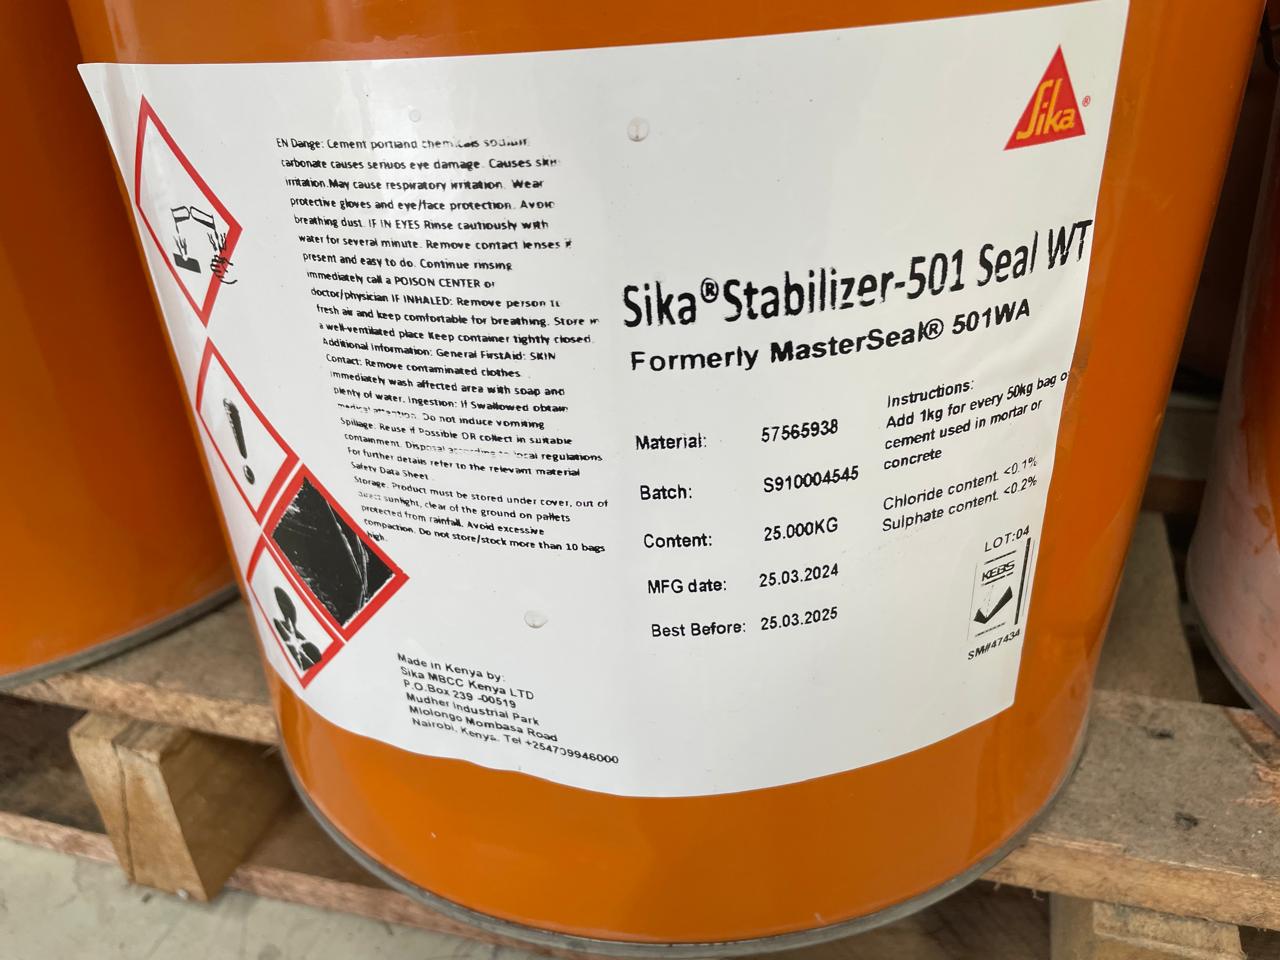 Sika®
EN Dange: Cement portland chemicals sodium
carbonate causes serious eye damage. Causes skin
irritation.May cause respiratory irritation. Wear
protective gloves and eye/face protection. Avoid
breathing dust. IF IN EYES Rinse cautiously with
water for several minute. Remove contact lenses if
present and easy to do. Continue rinsing
immediately call a POISON CENTER or
doctor/physician IF INHALED: Remove person to
fresh air and keep comfortable for breathing. Store in
a well-ventilated place Keep container tightly closed.
Additional Information: General FirstAid: SKIN
Contact: Remove contaminated clothes.
immediately wash affected area with soap and
plenty of water. Ingestion: If Swallowed obtain
medical attention. Do not induce vomiting
Spillage: Reuse if Possible OR collect in suitable
containment. Disposal according to local regulations
For further details refer to the relevant material
Safety Data Sheet
Storage: Product must be stored under cover, out of
direct sunlight, clear of the ground on pallets
protected from rainfall. Avoid excessive
compaction. Do not store/stock more than 10 bags
high.
Sika®Stabilizer-501 Seal WT
Formerly MasterSeal® 501WA
Material: 57565938
Batch: S910004545
Content: 25.000KG
MFG date: 25.03.2024
Best Before: 25.03.2025
Instructions:
Add 1kg for every 50kg bag o
cement used in mortar or
concrete
Chloride content. <0.1%
Sulphate content. <0.2%
LOT:04
KEBS
SM#47434
Made in Kenya by:
Sika MBCC Kenya LTD
P.O.Box 239 -00519
Mudher Industrial Park
Mlolongo Mombasa Road
Nairobi, Kenya. Tel +254709946000